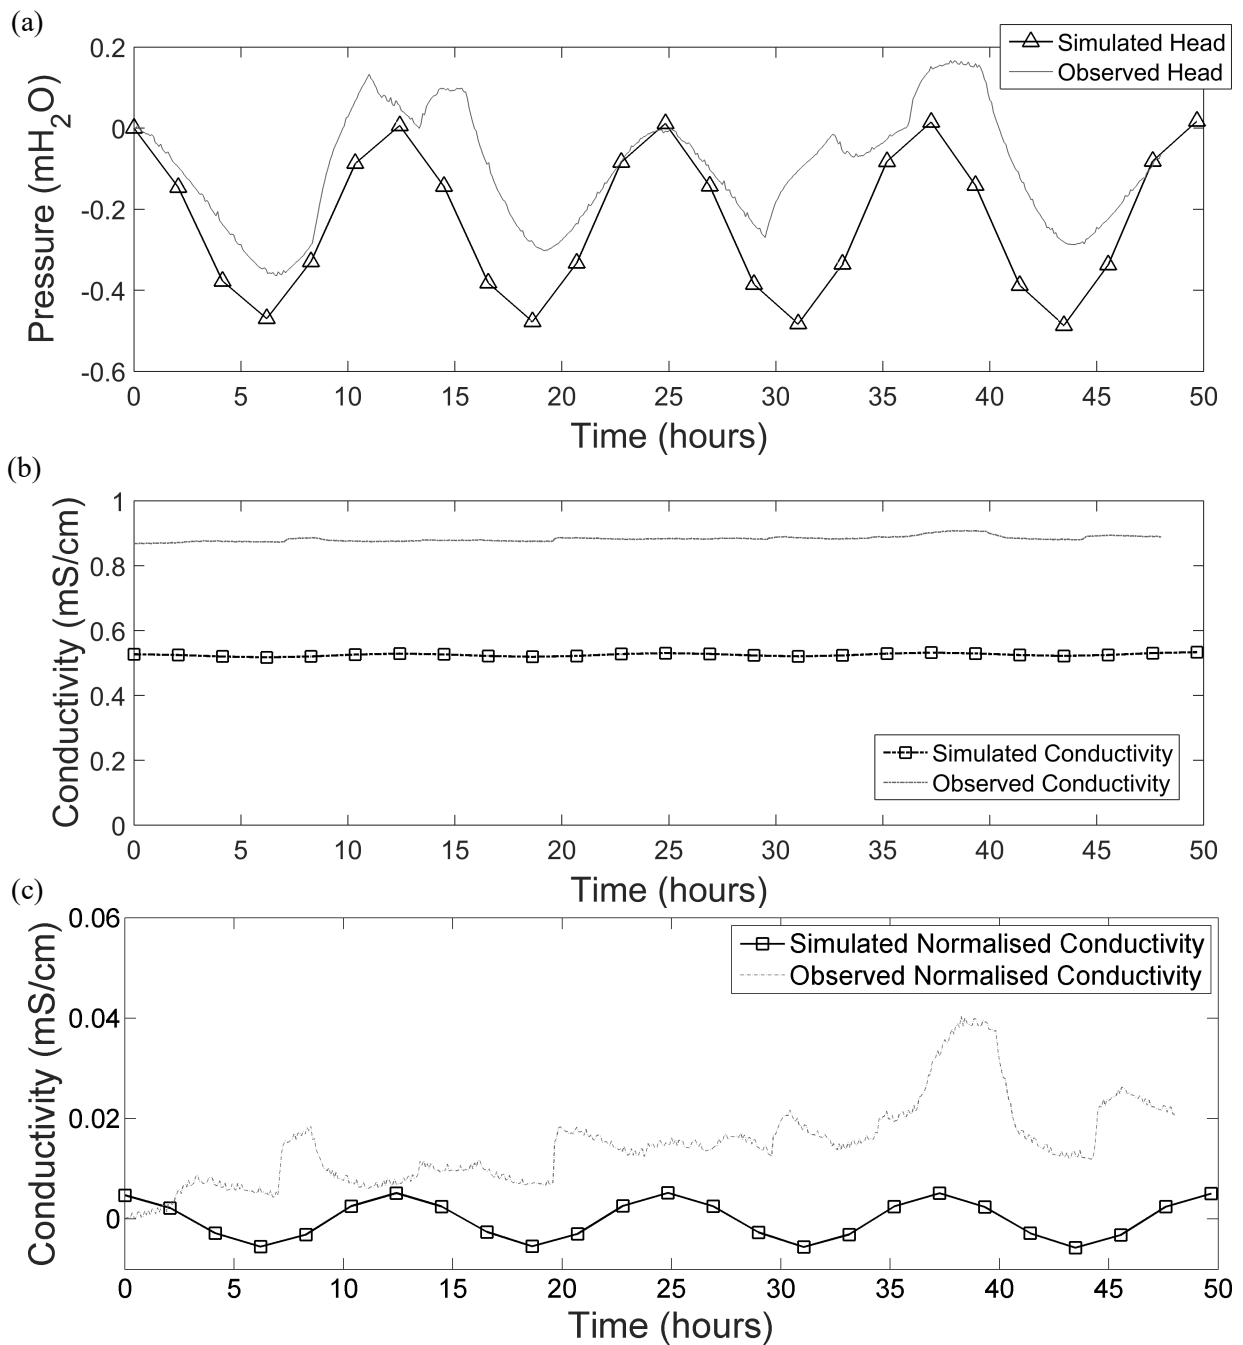 (a)
Simulated Head
Observed Head
0.2
0
-0.2
-0.4
-0.6
Pressure (mH2O)
0 5 10 15 20 25 30 35 40 45 50
Time (hours)
(b)
1
0.8
0.6
0.4
0.2
0
Conductivity (mS/cm)
Simulated Conductivity
Observed Conductivity
0 5 10 15 20 25 30 35 40 45 50
Time (hours)
(c)
0.06
0.04
0.02
0
Conductivity (mS/cm)
Simulated Normalised Conductivity
Observed Normalised Conductivity
0 5 10 15 20 25 30 35 40 45 50
Time (hours)